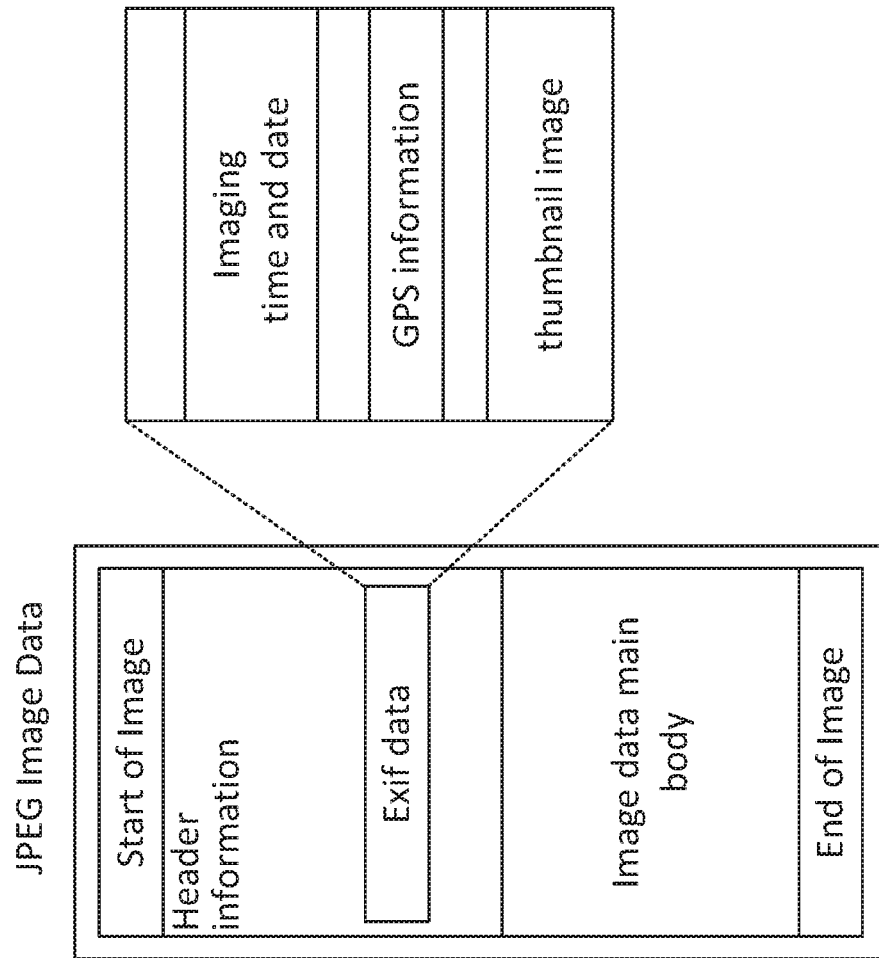 JPEG Image Data
Start of Image
Header
information
Exif data
Image data main
body
End of Image
Imaging
time and date
GPS information
thumbnail image